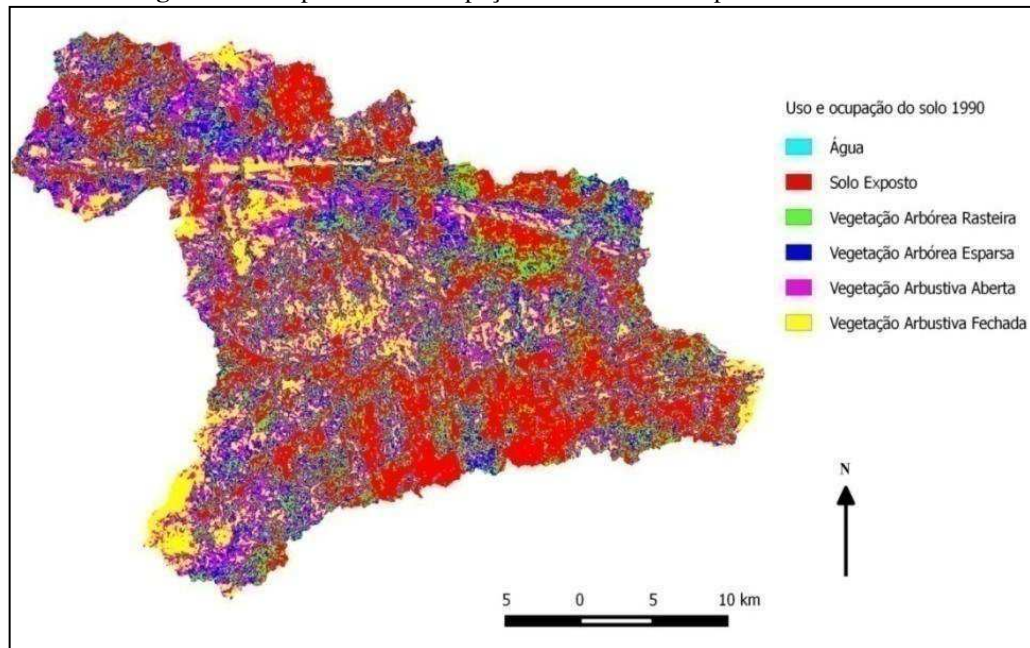 Uso e ocupação do solo 1990
Água
Solo Exposto
Vegetação Arbórea Rasteira
Vegetação Arbórea Esparsa
Vegetação Arbustiva Aberta
Vegetação Arbustiva Fechada
N
5 0 5 10 km